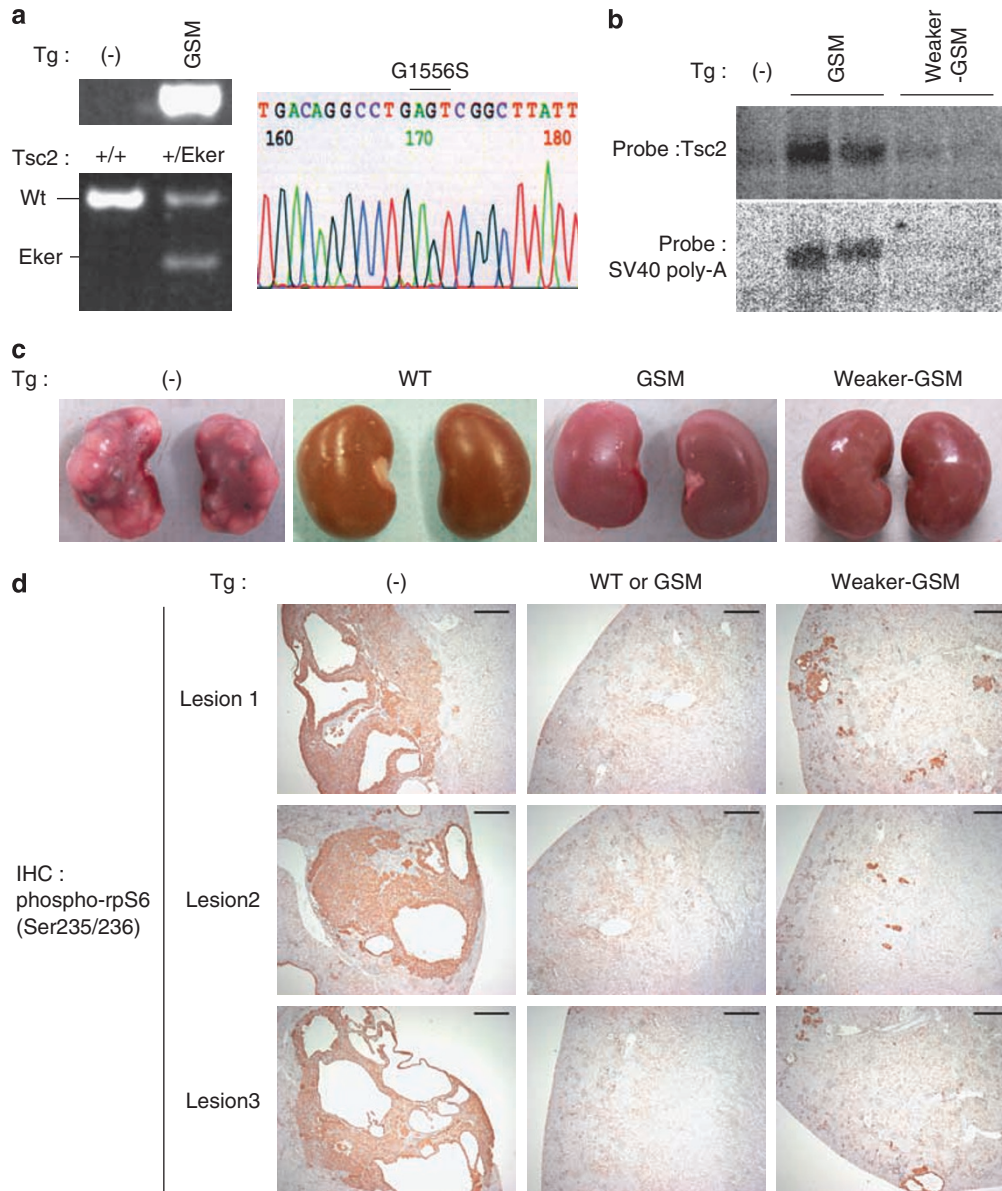 a
Tg : (-) GSM
Tsc2 : +/+ +/Eker
Wt
Eker
G1556S
TGACAGGCCTGAGTCGGCTTATT
160 170 180
b
Tg : (-) GSM Weaker -GSM
Probe :Tsc2
Probe :
SV40 poly-A
c
Tg : (-) WT GSM Weaker-GSM
d
Tg : (-) WT or GSM Weaker-GSM
Lesion 1
IHC :
phospho-rpS6
(Ser235/236)
Lesion2
Lesion3